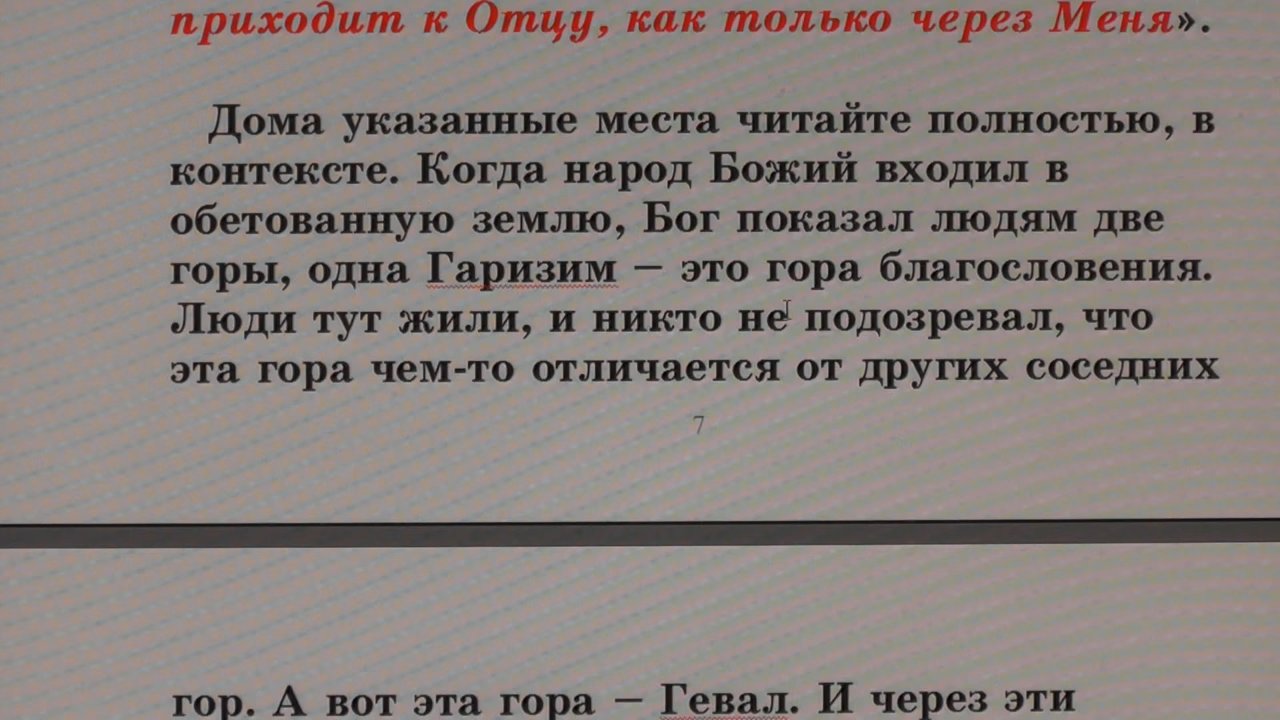 приходит к Отцу, как только через Меня».
Дома указанные места читайте полностью, в
контексте. Когда народ Божий входил в
обетованную землю, Бог показал людям две
горы, одна Гаризим – это гора благословения.
Люди тут жили, и никто не подозревал, что
эта гора чем-то отличается от других соседних
7
гор. А вот эта гора – Гевал. И через эти